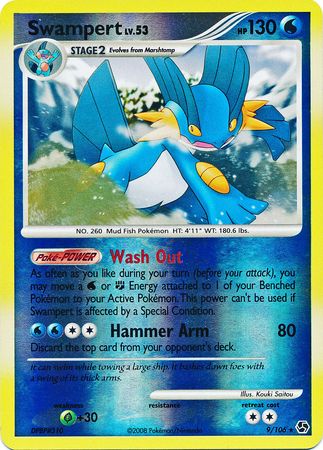 Swampert LV.53 HP 130
STAGE2 Evolves from Marshtomp
NO. 260 Mud Fish Pokémon HT: 4'11" WT: 180.6 lbs.
Poké-POWER Wash Out
As often as you like during your turn (before your attack), you
may move a or Energy attached to 1 of your Benched
Pokémon to your Active Pokémon. This power can't be used if
Swampert is affected by a Special Condition.
Hammer Arm 80
Discard the top card from your opponent's deck.
It can swim while towing a large ship. It bashes down foes with
a swing of its thick arms.
Illus. Kouki Saitou
weakness resistance retreat cost
+30
©2008 Pokémon/Nintendo 9/106 ★